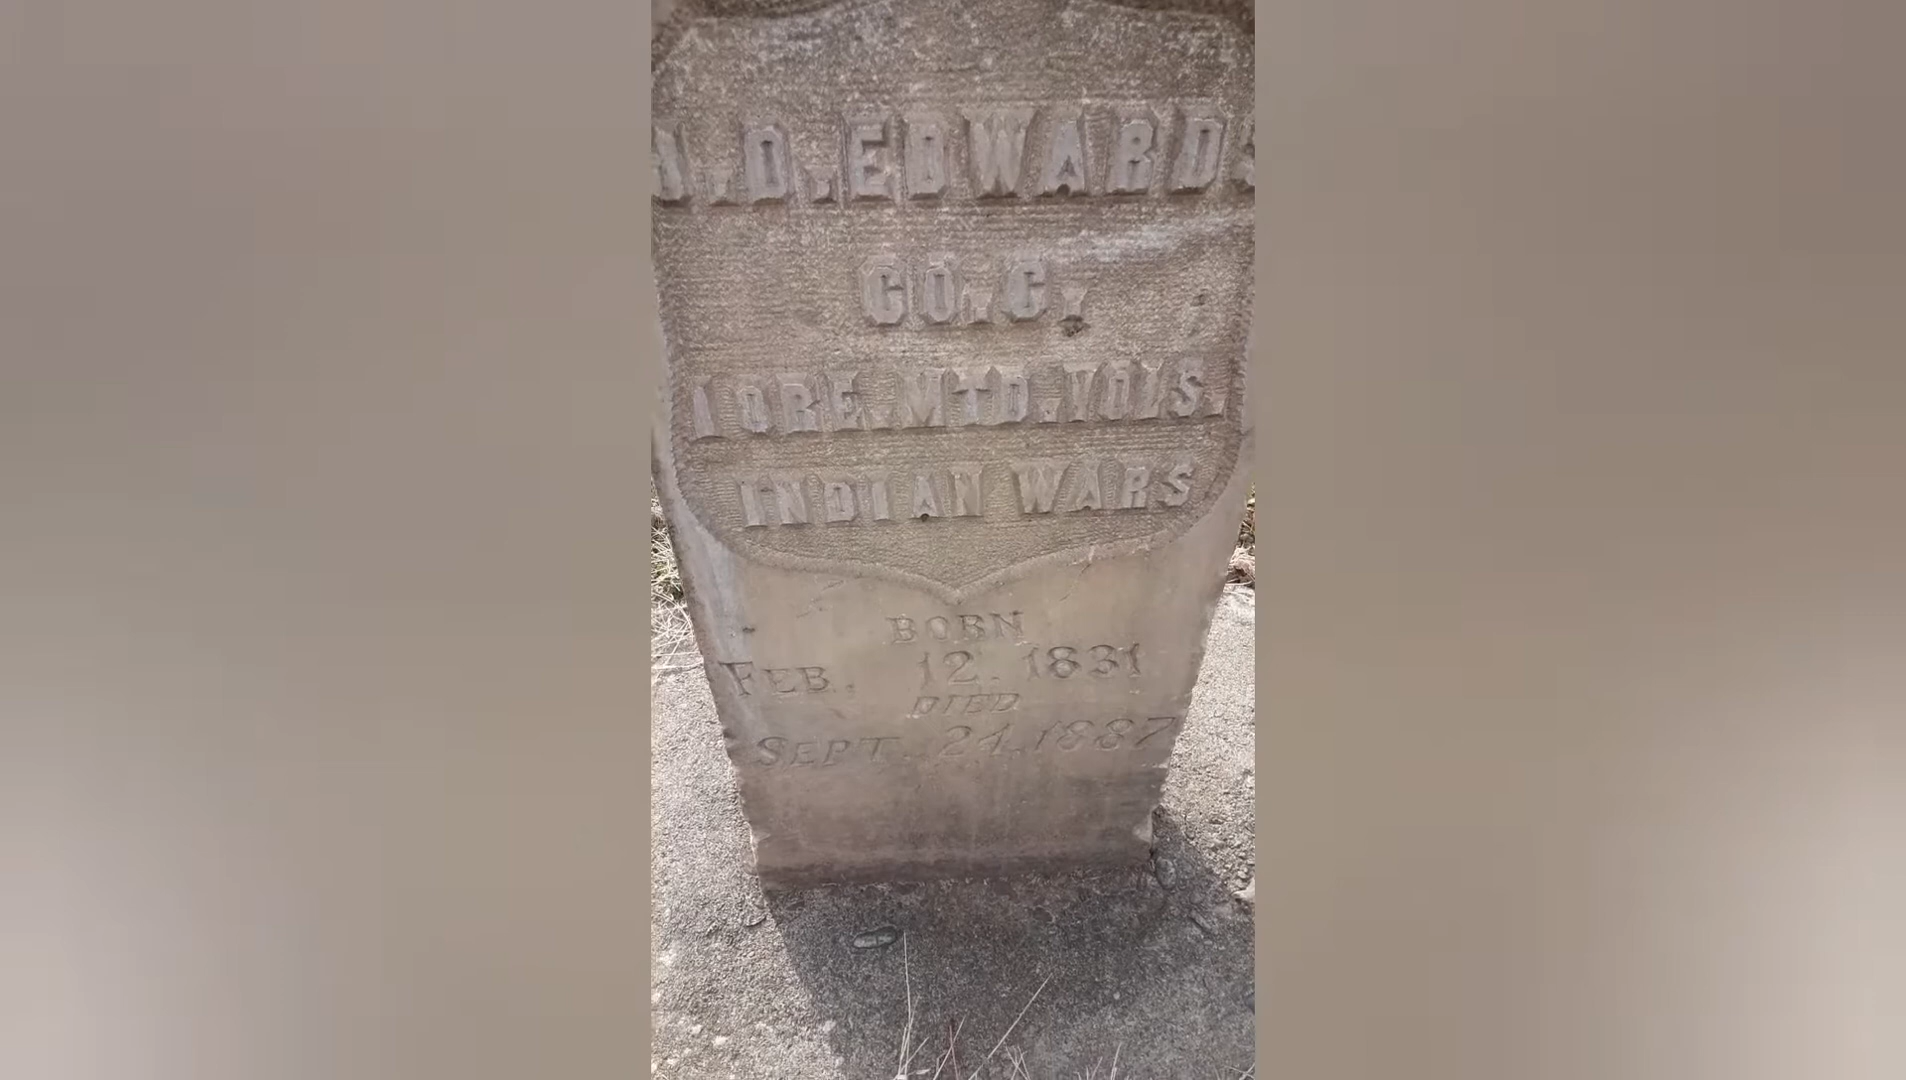 J.D.EDWARDS
CO.C.
1 ORE.MTD.VOLS.
INDIAN WARS
BORN
FEB. 12. 1831
DIED
SEPT. 24, 1887